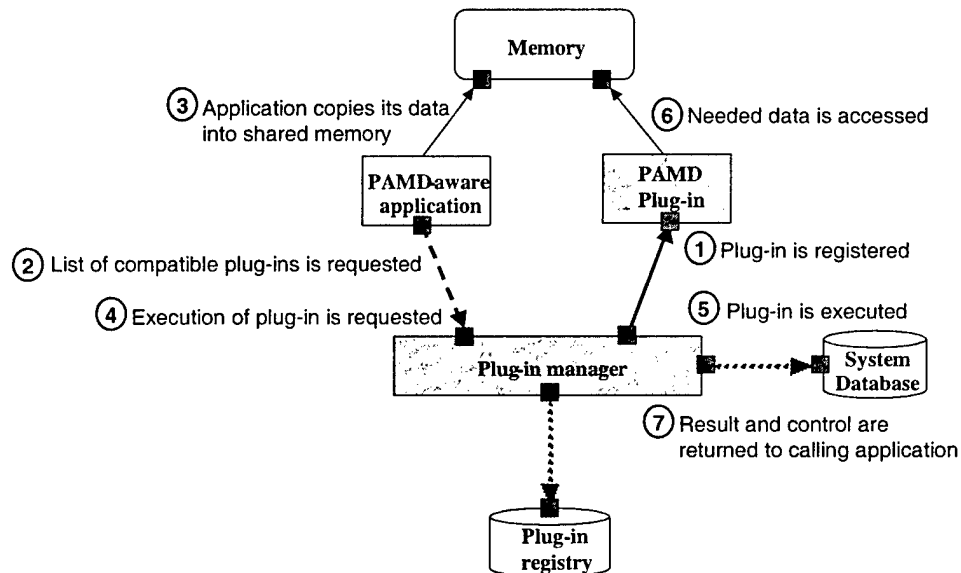 Memory
3 Application copies its data
into shared memory
6 Needed data is accessed
PAMD-aware
application
PAMD
Plug-in
1 Plug-in is registered
2 List of compatible plug-ins is requested
4 Execution of plug-in is requested
5 Plug-in is executed
Plug-in manager
System
Database
7 Result and control are
returned to calling application
Plug-in
registry